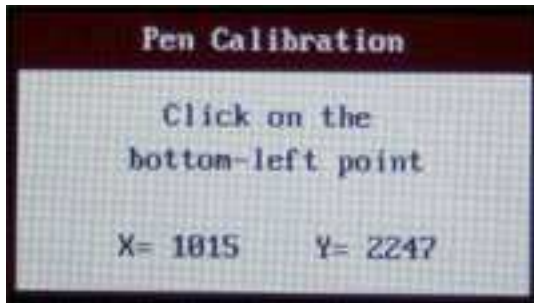 Pen Calibration
Click on the
bottom-left point
X= 1015 Y= 2247